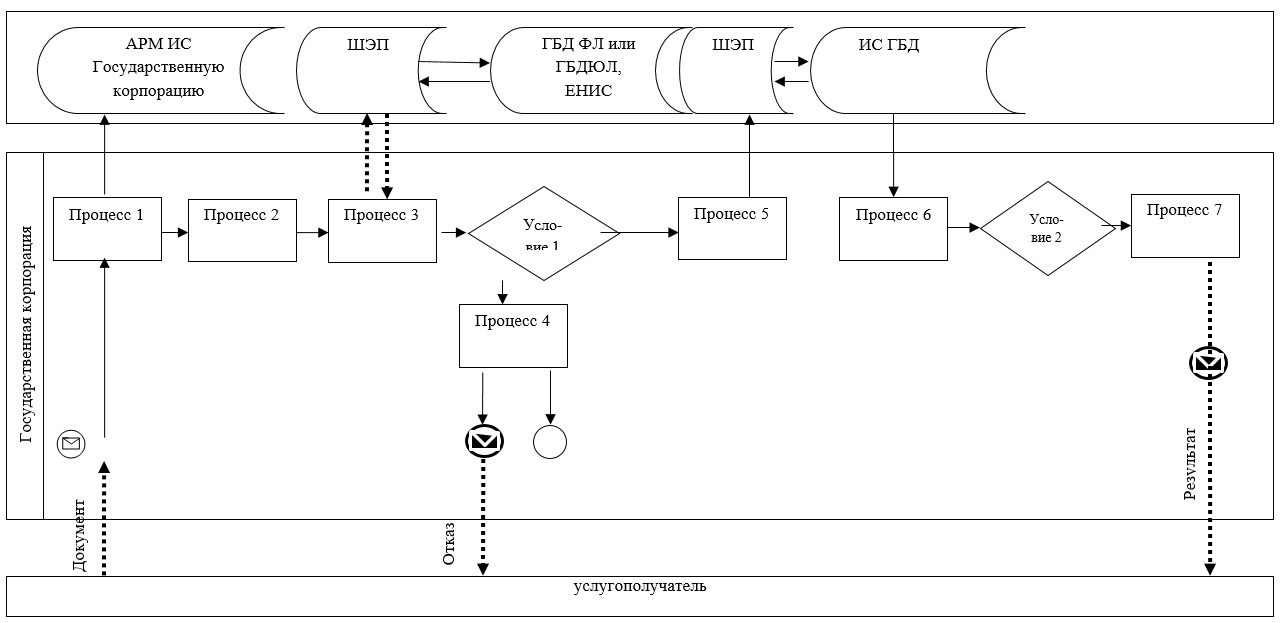 АРМ ИС
Государственную
корпорацию
ШЭП
ГБД ФЛ или
ГБДЮЛ,
ЕНИС
ШЭП
ИС ГБД
Государственная корпорация
Процесс 1
Процесс 2
Процесс 3
Усло-
вие 1
Процесс 5
Процесс 6
Усло-
вие 2
Процесс 7
Процесс 4
Документ
Отказ
Результат
услугополучатель